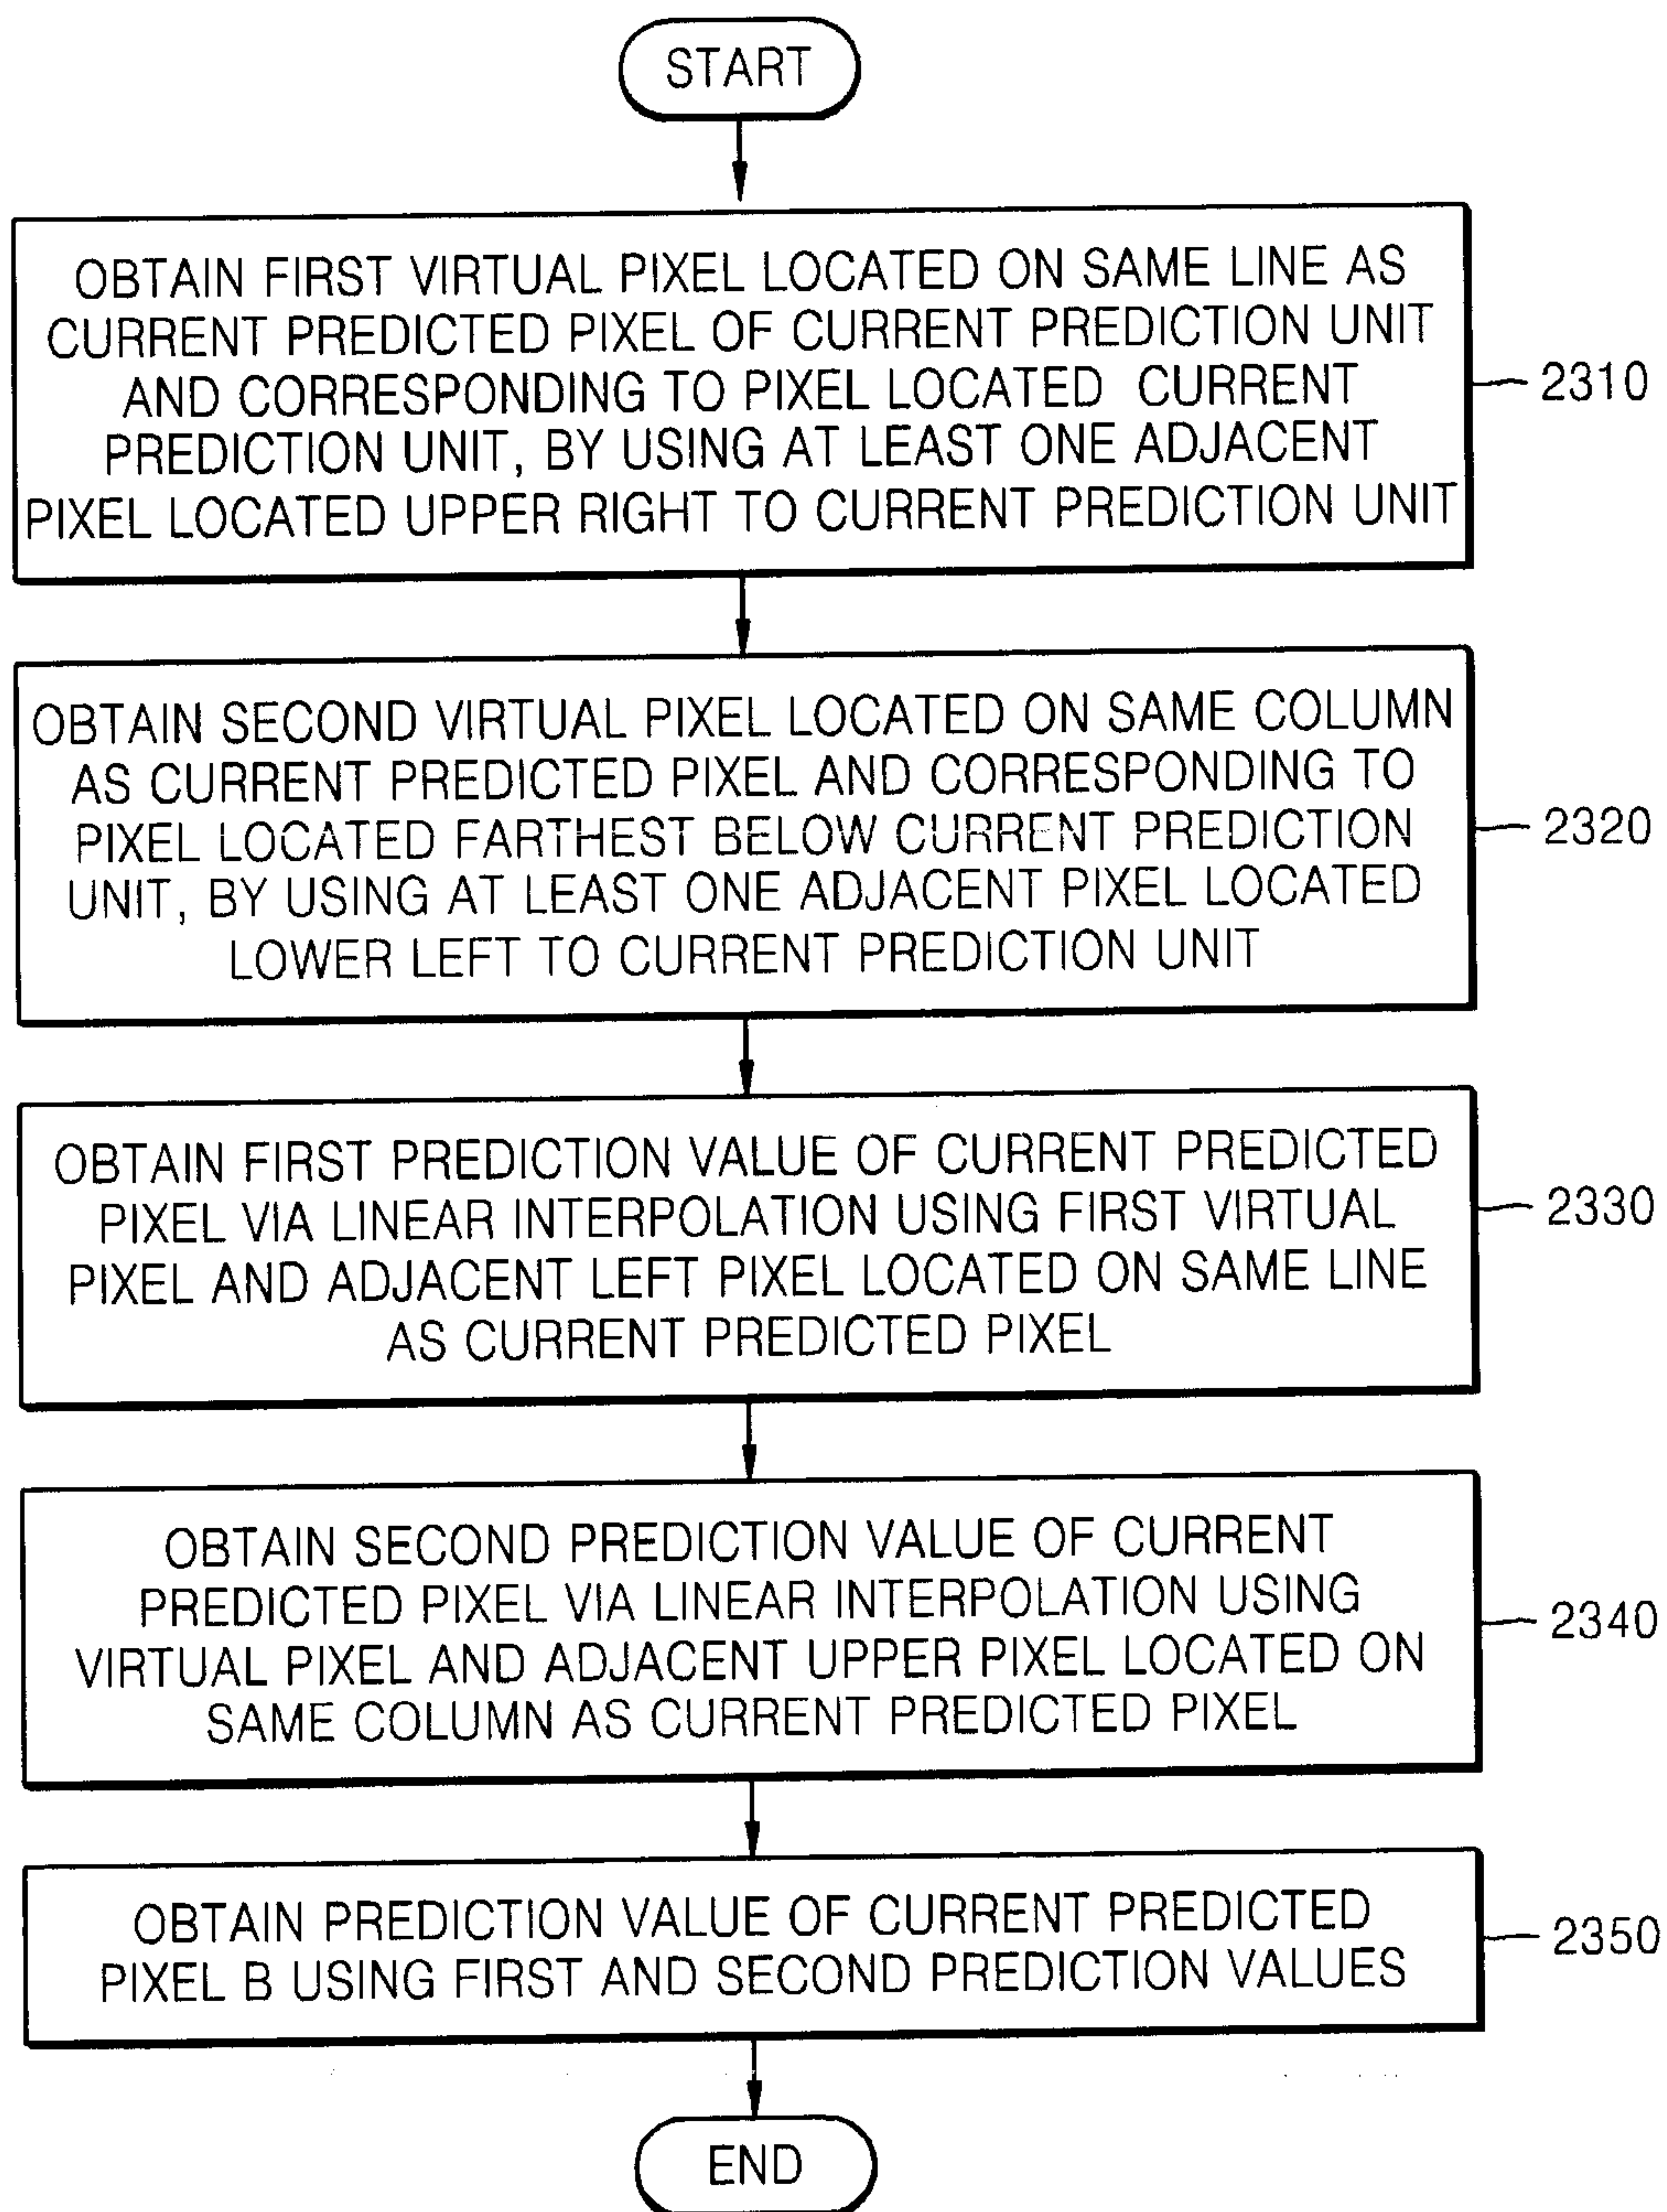 START
OBTAIN FIRST VIRTUAL PIXEL LOCATED ON SAME LINE AS
CURRENT PREDICTED PIXEL OF CURRENT PREDICTION UNIT
AND CORRESPONDING TO PIXEL LOCATED CURRENT
PREDICTION UNIT, BY USING AT LEAST ONE ADJACENT
PIXEL LOCATED UPPER RIGHT TO CURRENT PREDICTION UNIT
2310
OBTAIN SECOND VIRTUAL PIXEL LOCATED ON SAME COLUMN
AS CURRENT PREDICTED PIXEL AND CORRESPONDING TO
PIXEL LOCATED FARTHEST BELOW CURRENT PREDICTION
UNIT, BY USING AT LEAST ONE ADJACENT PIXEL LOCATED
LOWER LEFT TO CURRENT PREDICTION UNIT
2320
OBTAIN FIRST PREDICTION VALUE OF CURRENT PREDICTED
PIXEL VIA LINEAR INTERPOLATION USING FIRST VIRTUAL
PIXEL AND ADJACENT LEFT PIXEL LOCATED ON SAME LINE
AS CURRENT PREDICTED PIXEL
2330
OBTAIN SECOND PREDICTION VALUE OF CURRENT
PREDICTED PIXEL VIA LINEAR INTERPOLATION USING
VIRTUAL PIXEL AND ADJACENT UPPER PIXEL LOCATED ON
SAME COLUMN AS CURRENT PREDICTED PIXEL
2340
OBTAIN PREDICTION VALUE OF CURRENT PREDICTED
PIXEL B USING FIRST AND SECOND PREDICTION VALUES
2350
END